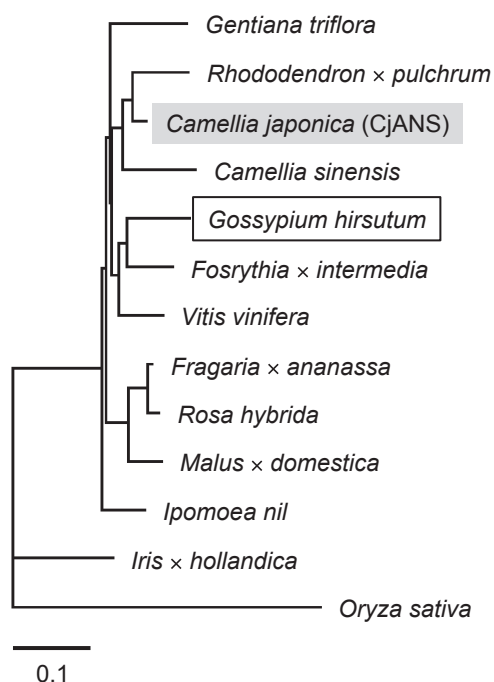 Gentiana triflora
Rhododendron × pulchrum
Camellia japonica (CjANS)
Camellia sinensis
Gossypium hirsutum
Fosrythia × intermedia
Vitis vinifera
Fragaria × ananassa
Rosa hybrida
Malus × domestica
Ipomoea nil
Iris × hollandica
Oryza sativa
0.1